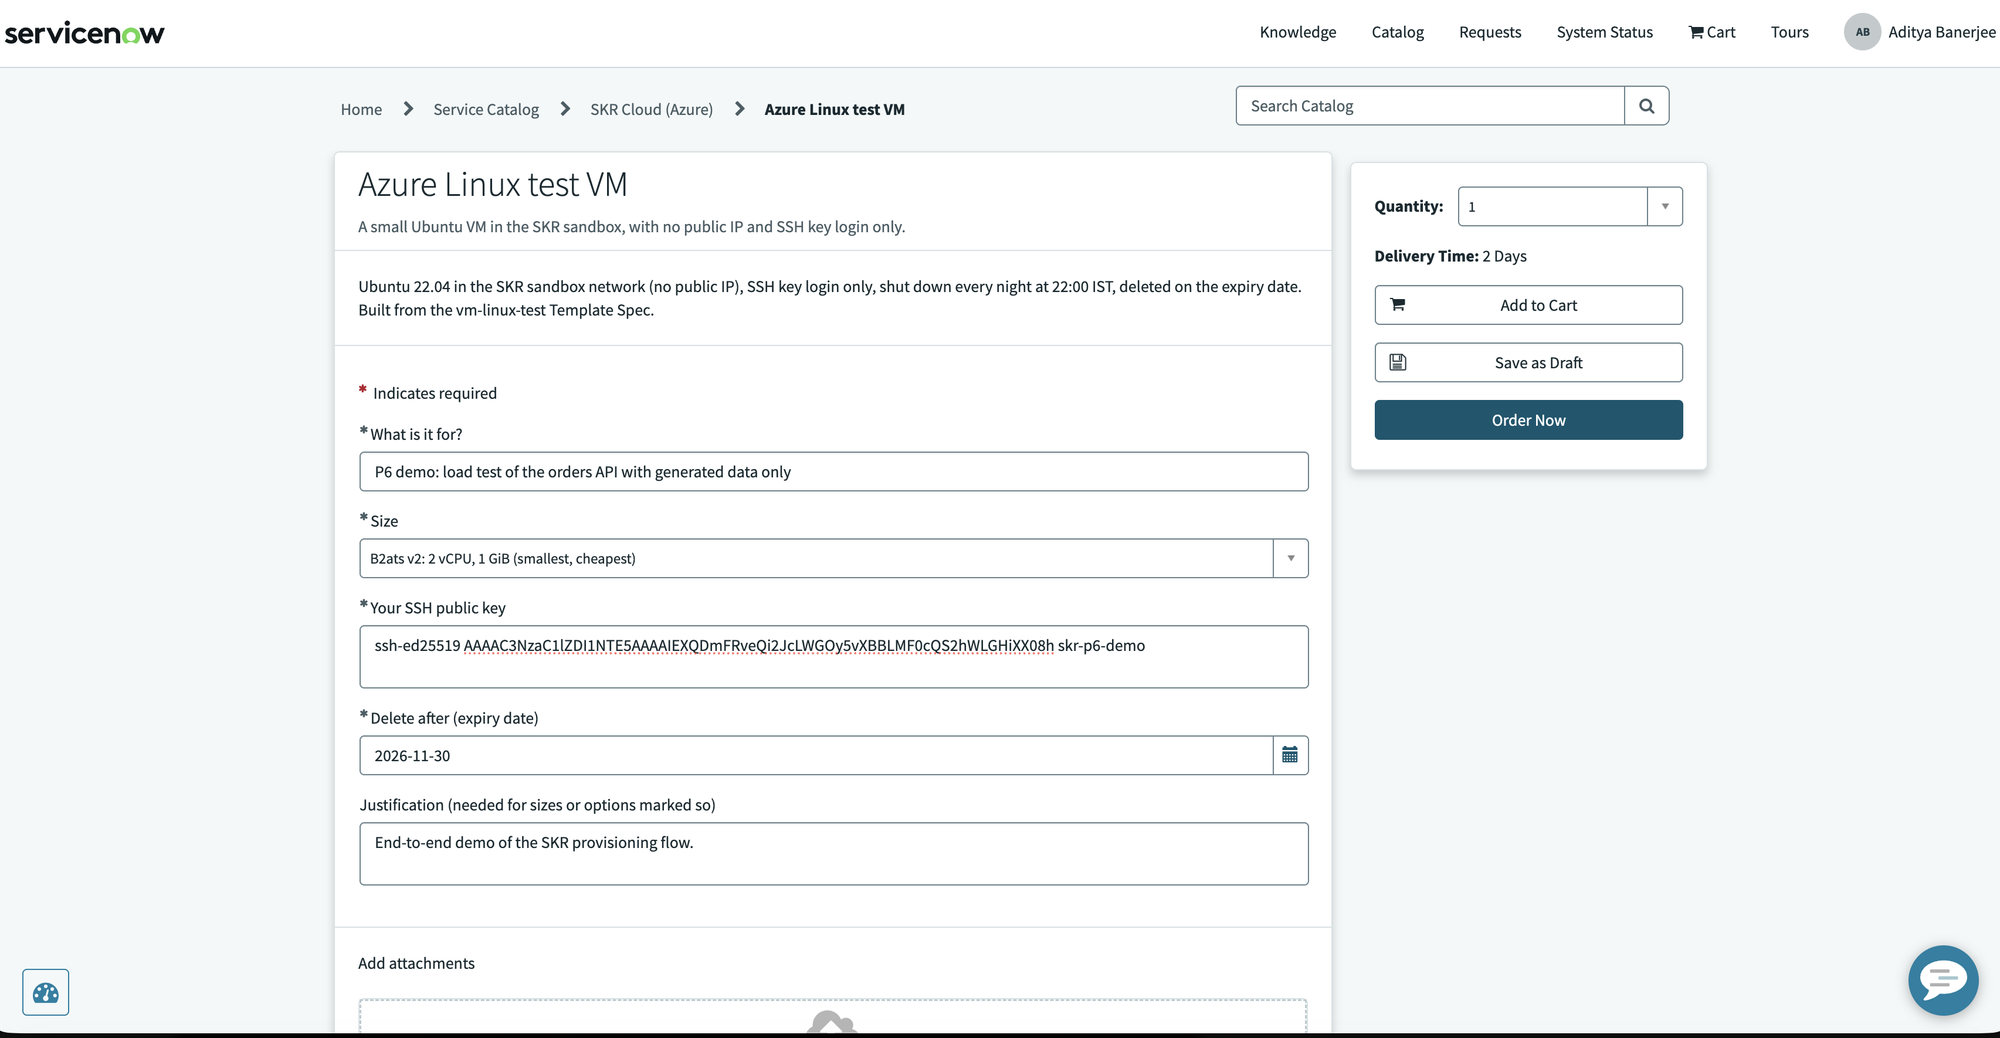 servicenow
Knowledge
Catalog
Requests
System Status
Cart
Tours
AB
Aditya Banerjee
Home
Service Catalog
SKR Cloud (Azure)
Azure Linux test VM
Search Catalog
Azure Linux test VM
A small Ubuntu VM in the SKR sandbox, with no public IP and SSH key login only.
Ubuntu 22.04 in the SKR sandbox network (no public IP), SSH key login only, shut down every night at 22:00 IST, deleted on the expiry date.
Built from the vm-linux-test Template Spec.
* Indicates required
* What is it for?
P6 demo: load test of the orders API with generated data only
* Size
B2ats v2: 2 vCPU, 1 GiB (smallest, cheapest)
* Your SSH public key
ssh-ed25519 AAAAC3NzaC1lZDI1NTE5AAAAIEXQDmFRveQi2JcLWGOy5vXBBLMF0cQS2hWLGHiXX08h skr-p6-demo
* Delete after (expiry date)
2026-11-30
Justification (needed for sizes or options marked so)
End-to-end demo of the SKR provisioning flow.
Add attachments
Quantity:
1
Delivery Time: 2 Days
Add to Cart
Save as Draft
Order Now